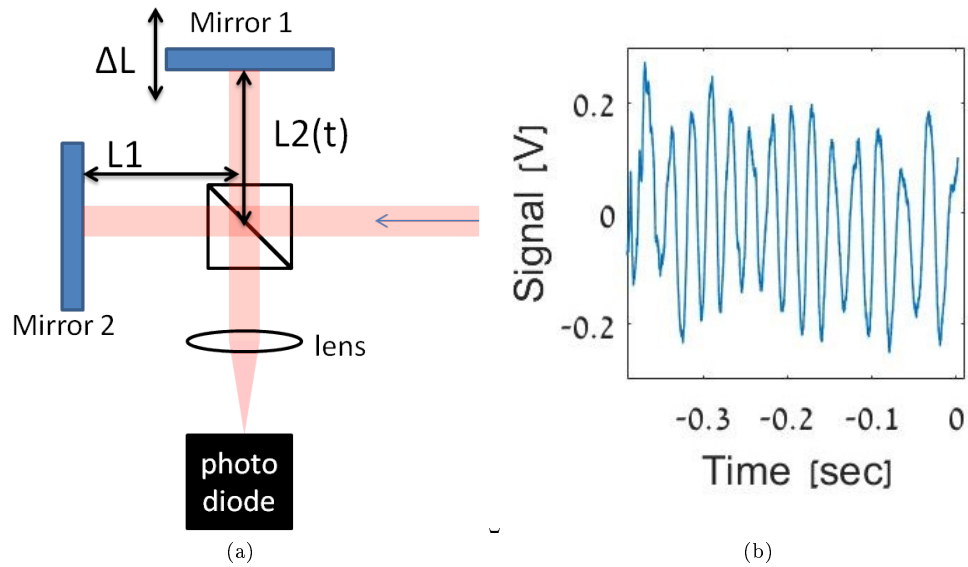 Mirror 1
ΔL
L2(t)
L1
Mirror 2
lens
photo
diode
(a)
Signal [V]
0.2
0
-0.2
-0.3
-0.2
-0.1
0
Time [sec]
(b)